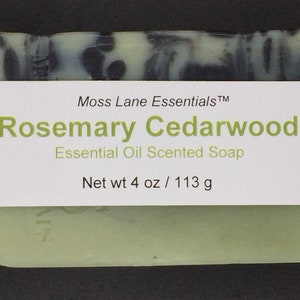 Moss Lane Essentials™
Rosemary Cedarwood
Essential Oil Scented Soap
Net wt 4 oz / 113 g